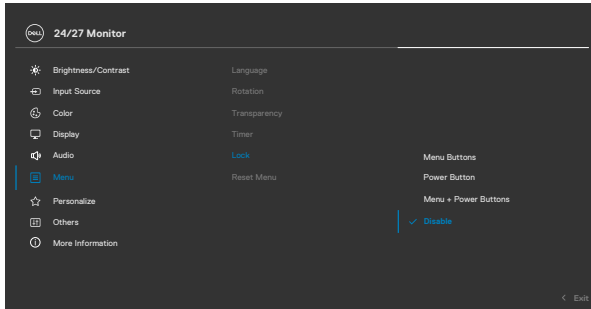 DELL
24/27 Monitor
Brightness/Contrast
Input Source
Color
Display
Audio
Menu
Personalize
Others
More Information
Language
Rotation
Transparency
Timer
Lock
Reset Menu
Menu Buttons
Power Button
Menu + Power Buttons
Disable
Exit